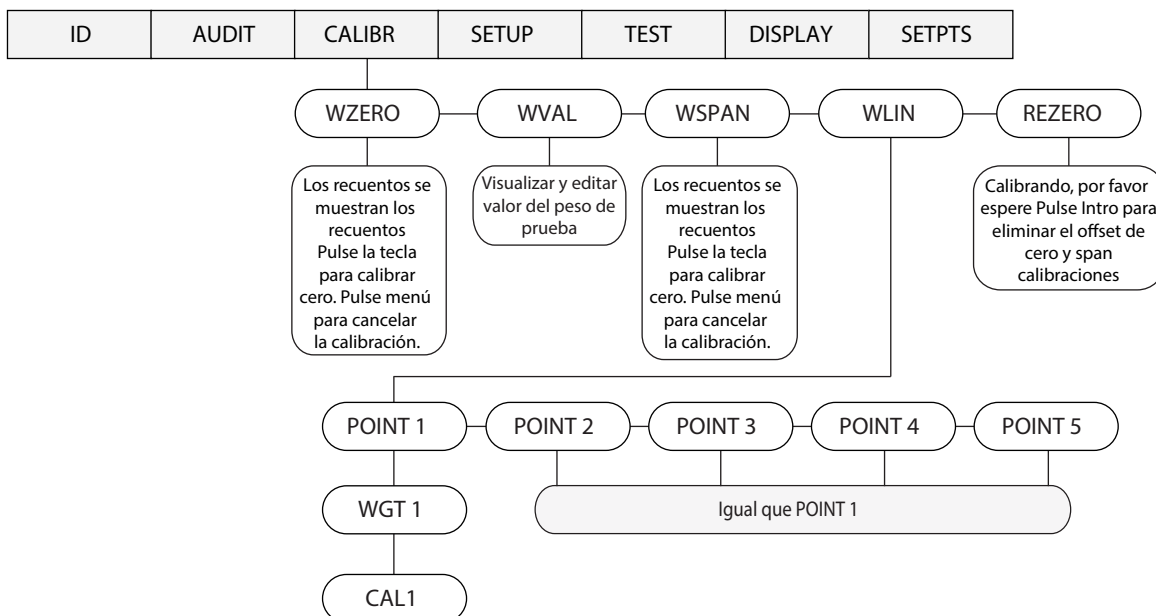 ID
AUDIT
CALIBR
SETUP
TEST
DISPLAY
SETPTS
WZERO
WVAL
WSPAN
WLIN
REZERO
Los recuentos se
muestran los
recuentos
Pulse la tecla
para calibrar
cero. Pulse menú
para cancelar
la calibración.
Visualizar y editar
valor del peso de
prueba
Los recuentos se
muestran los
recuentos
Pulse la tecla
para calibrar
cero. Pulse menú
para cancelar
la calibración.
Calibrando, por favor
espere Pulse Intro para
eliminar el offset de
cero y span
calibraciones
POINT 1
POINT 2
POINT 3
POINT 4
POINT 5
WGT 1
Igual que POINT 1
CAL1